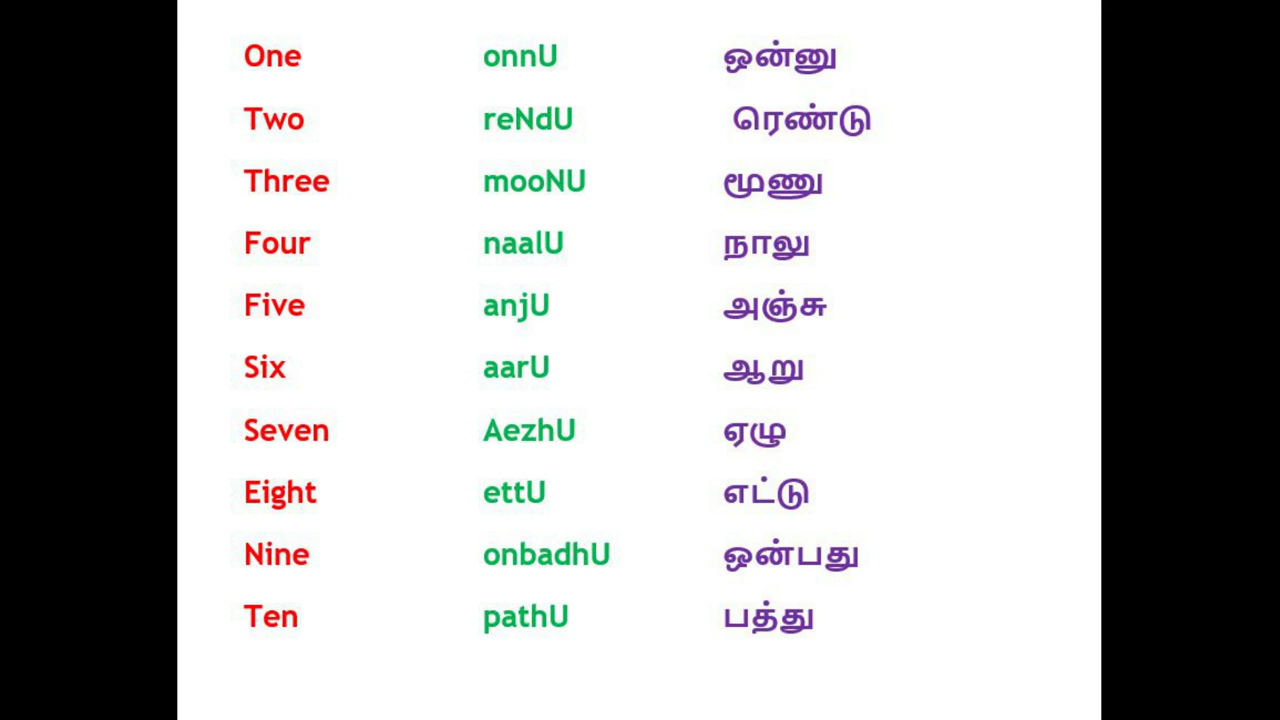 One onnU ஒன்னு
Two reNdU ரெண்டு
Three mooNU மூணு
Four naalU நாலு
Five anjU அஞ்சு
Six aarU ஆறு
Seven AezhU ஏழு
Eight ettU எட்டு
Nine onbadhU ஒன்பது
Ten pathU பத்து